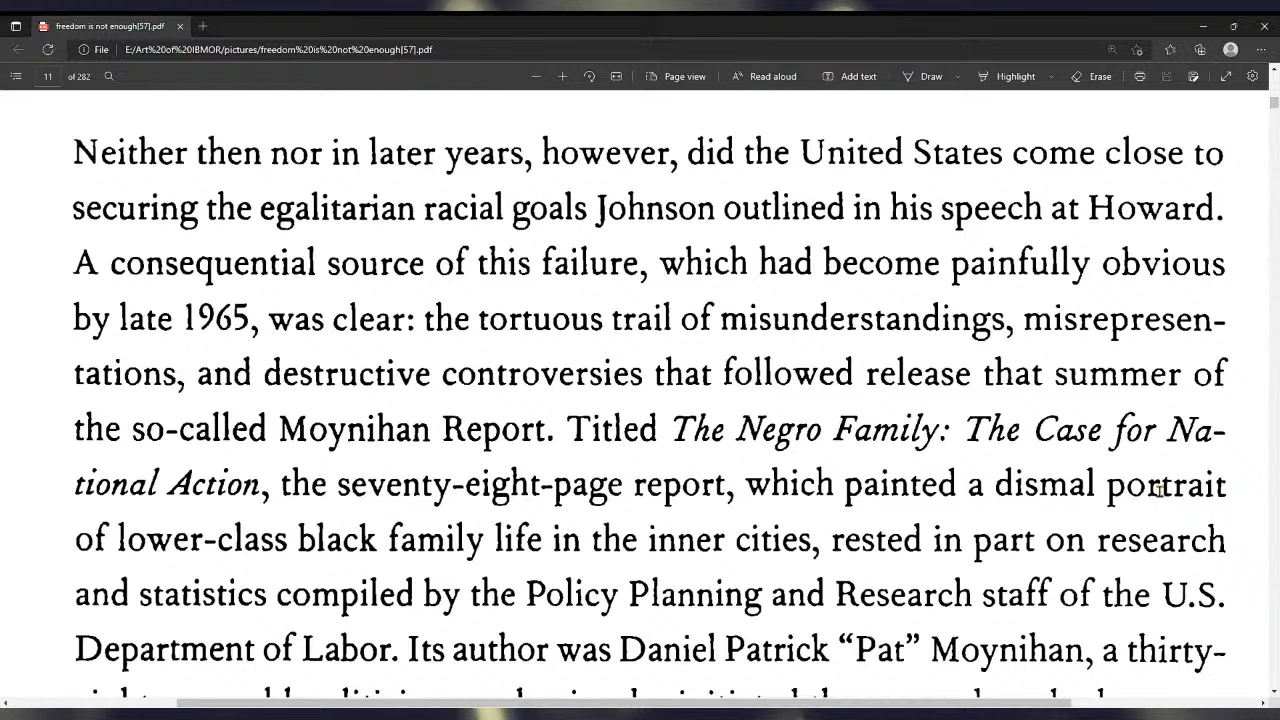 freedom is not enough[57].pdf
File E:/Art%20of%20IBMOR/pictures/freedom%20is%20not%20enough[57].pdf
11 of 282 Page view Read aloud Add text Draw Highlight Erase
Neither then nor in later years, however, did the United States come close to
securing the egalitarian racial goals Johnson outlined in his speech at Howard.
A consequential source of this failure, which had become painfully obvious
by late 1965, was clear: the tortuous trail of misunderstandings, misrepresen-
tations, and destructive controversies that followed release that summer of
the so-called Moynihan Report. Titled The Negro Family: The Case for Na-
tional Action, the seventy-eight-page report, which painted a dismal portrait
of lower-class black family life in the inner cities, rested in part on research
and statistics compiled by the Policy Planning and Research staff of the U.S.
Department of Labor. Its author was Daniel Patrick “Pat” Moynihan, a thirty-